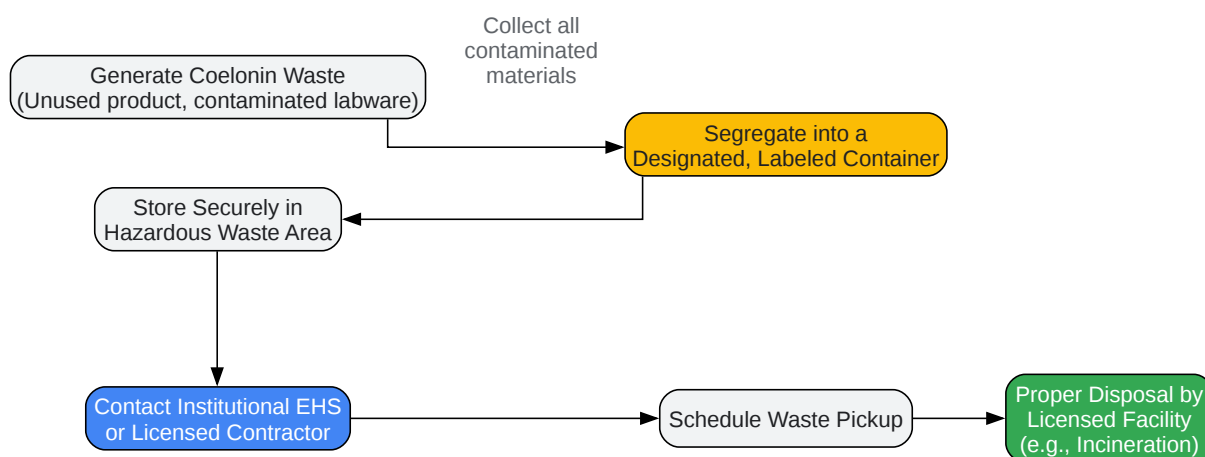 Collect all
contaminated
materials
Generate Coelonin Waste
(Unused product, contaminated labware)
Segregate into a
Designated, Labeled Container
Store Securely in
Hazardous Waste Area
Contact Institutional EHS
or Licensed Contractor
Schedule Waste Pickup
Proper Disposal by
Licensed Facility
(e.g., Incineration)